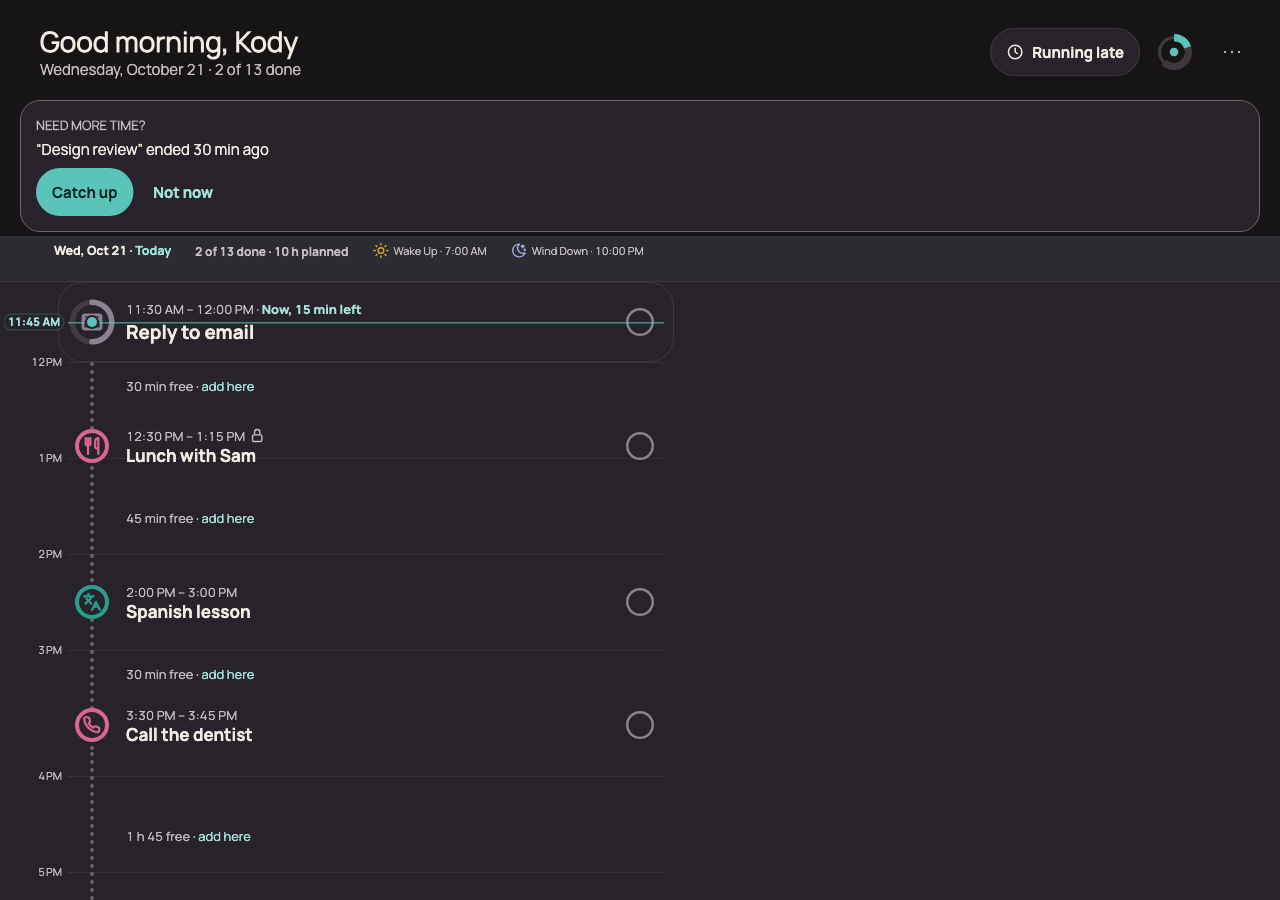 Good morning, Kody
Wednesday, October 21 · 2 of 13 done
Running late
NEED MORE TIME?
“Design review” ended 30 min ago
Catch up
Not now
Wed, Oct 21 · Today
2 of 13 done · 10 h planned
Wake Up · 7:00 AM
Wind Down · 10:00 PM
11:30 AM – 12:00 PM · Now, 15 min left
11:45 AM
Reply to email
12PM
30 min free · add here
12:30 PM – 1:15 PM
Lunch with Sam
1PM
45 min free · add here
2PM
2:00 PM – 3:00 PM
Spanish lesson
3PM
30 min free · add here
3:30 PM – 3:45 PM
Call the dentist
4PM
1 h 45 free · add here
5PM